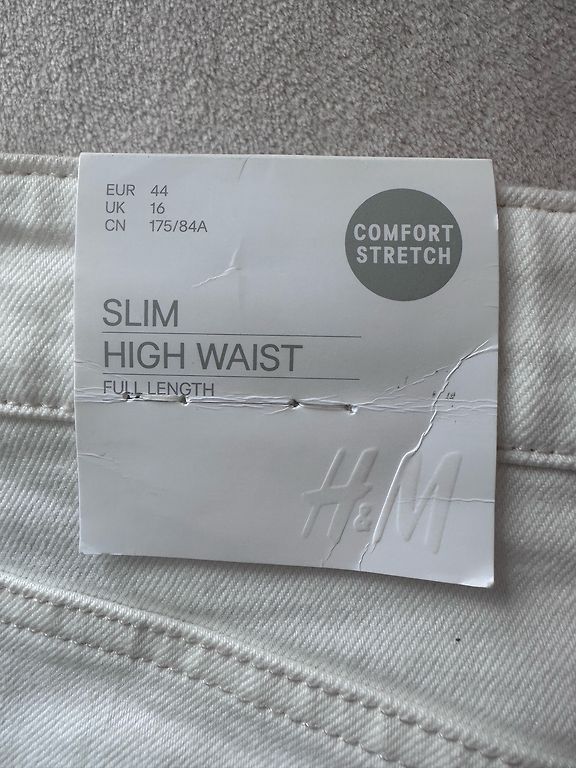 EUR 44
UK 16
CN 175/84A
COMFORT
STRETCH
SLIM
HIGH WAIST
FULL LENGTH
H&M